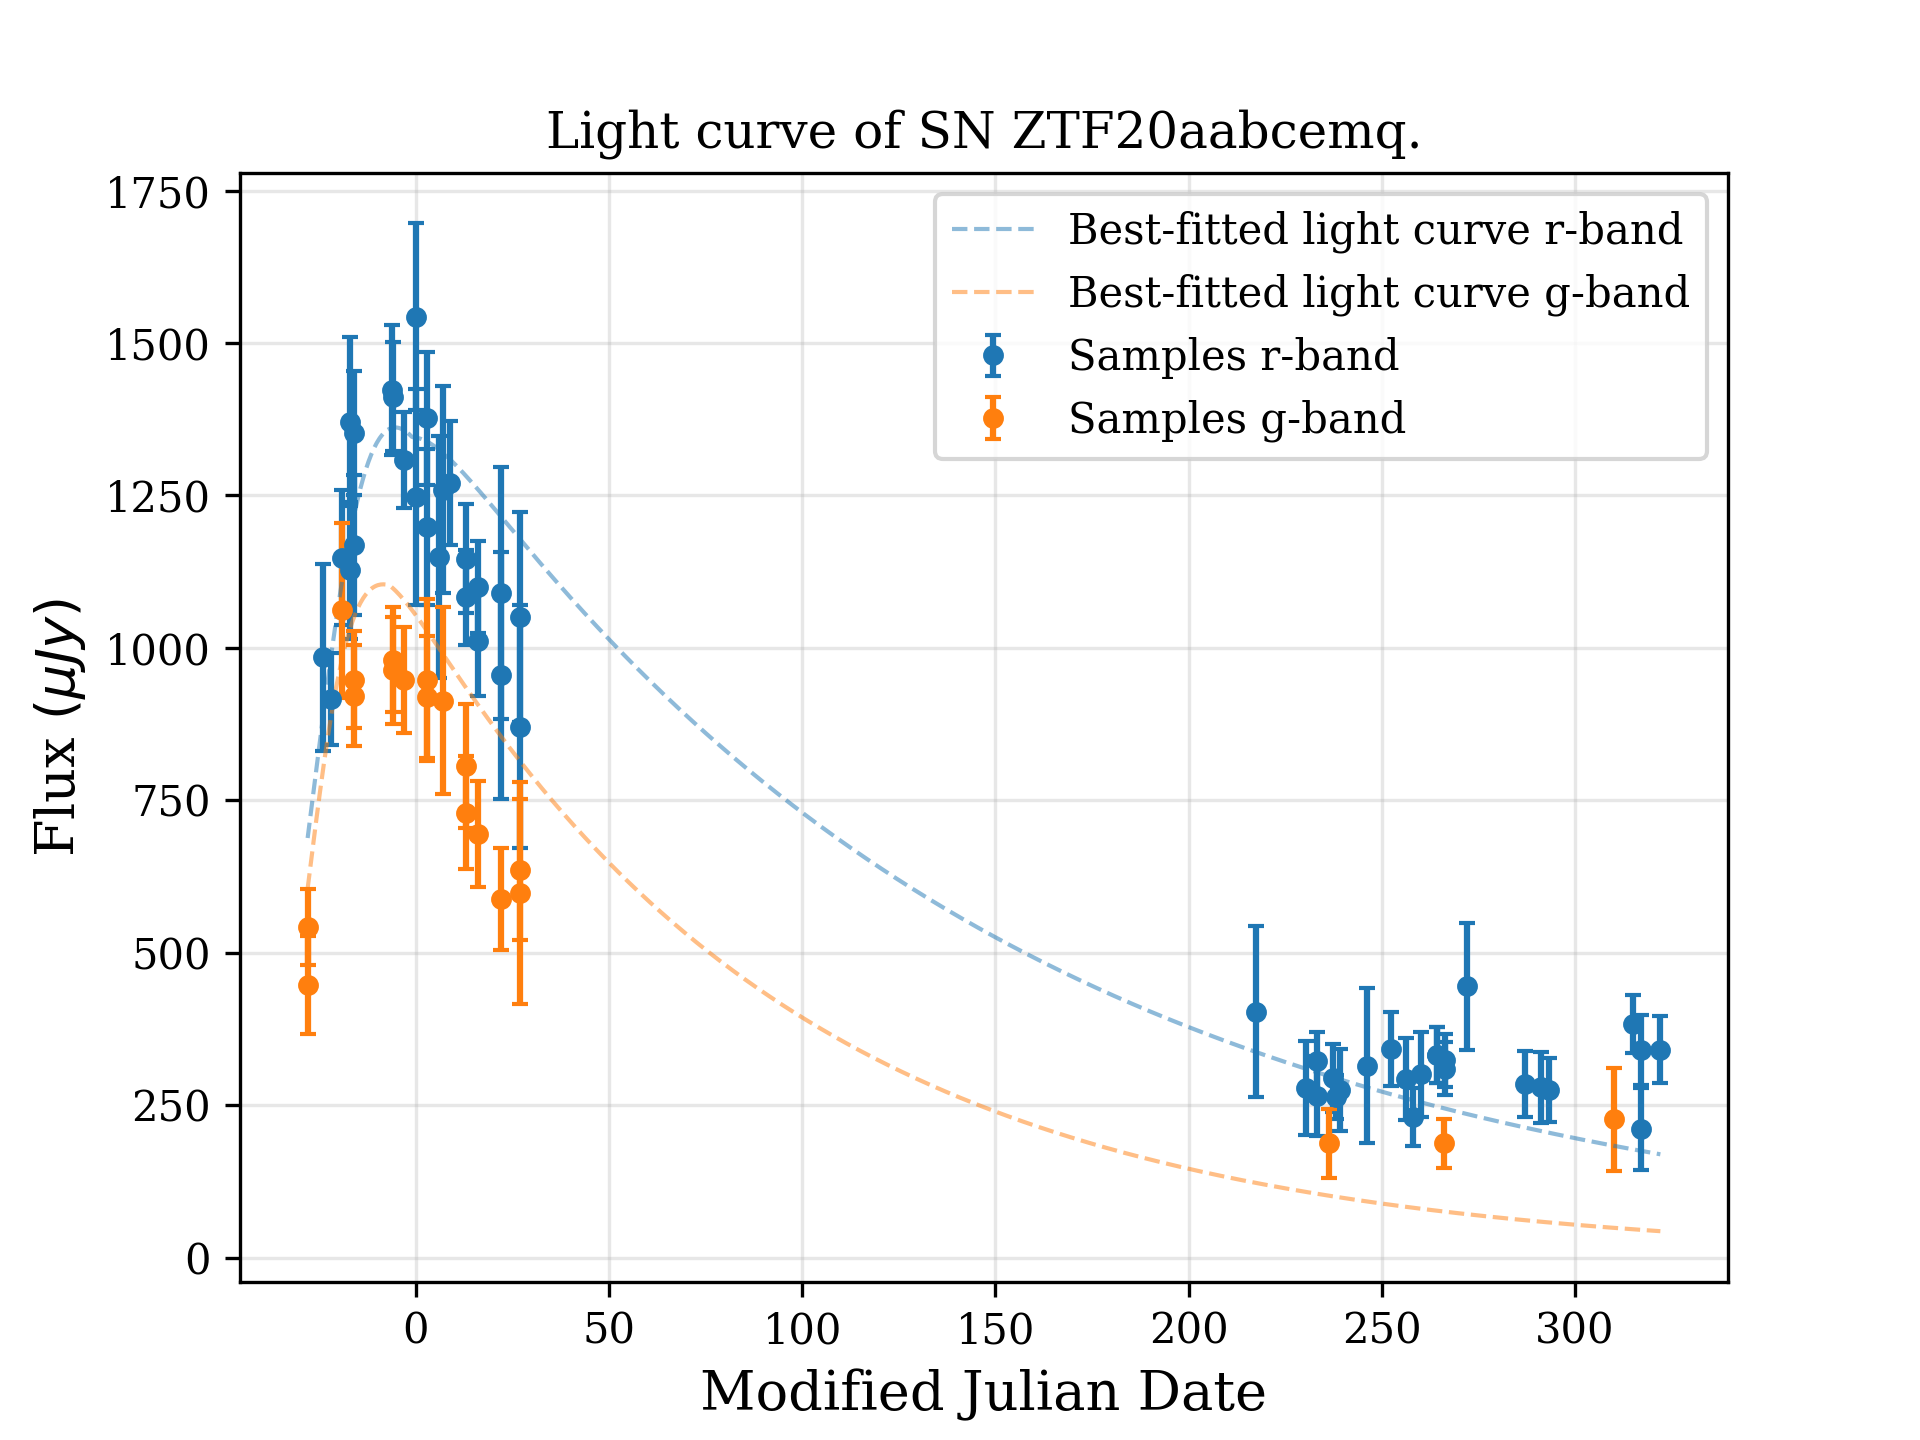 Light curve of SN ZTF20aabcemq.
1750
1500
1250
1000
750
500
250
0
Flux (μJy)
Best-fitted light curve r-band
Best-fitted light curve g-band
Samples r-band
Samples g-band
0 50 100 150 200 250 300
Modified Julian Date